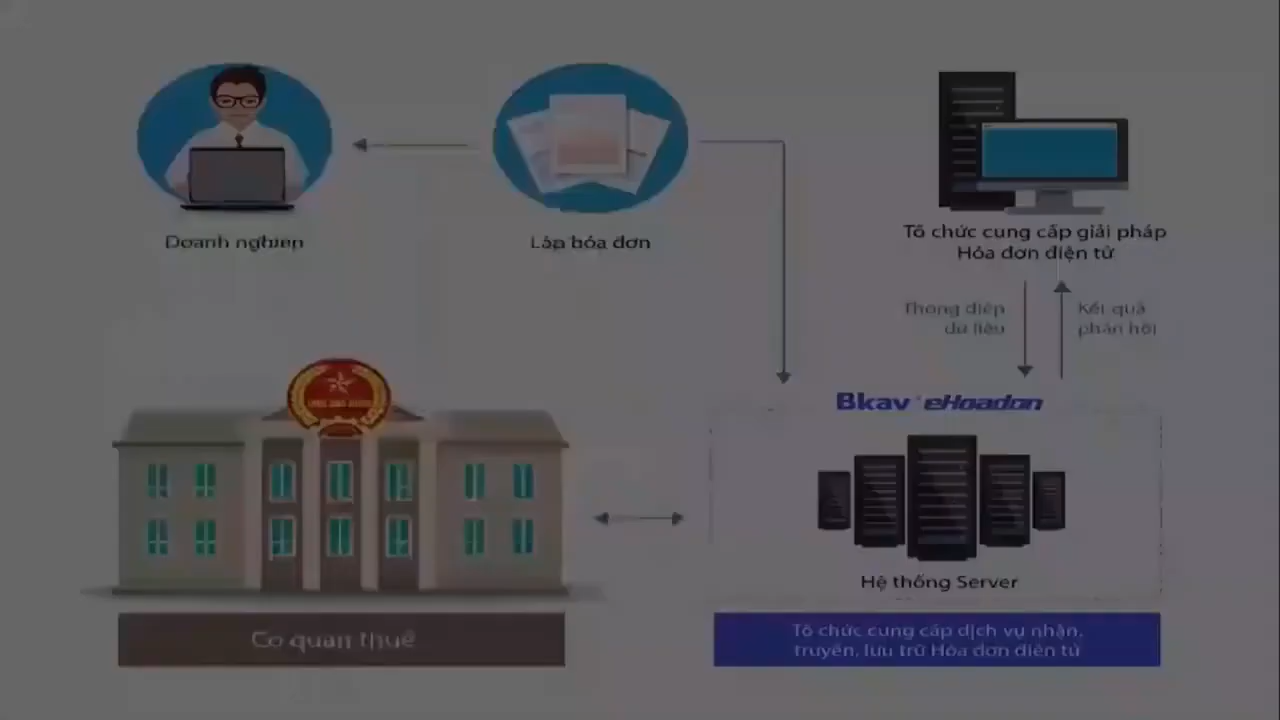 Doanh nghiệp
Lập hóa đơn
Tổ chức cung cấp giải pháp
Hóa đơn điện tử
Thông điệp
dữ liệu
Kết quả
phản hồi
Bkav eHoadon
Hệ thống Server
Cơ quan thuế
Tổ chức cung cấp dịch vụ nhận,
truyền, lưu trữ Hóa đơn điện tử